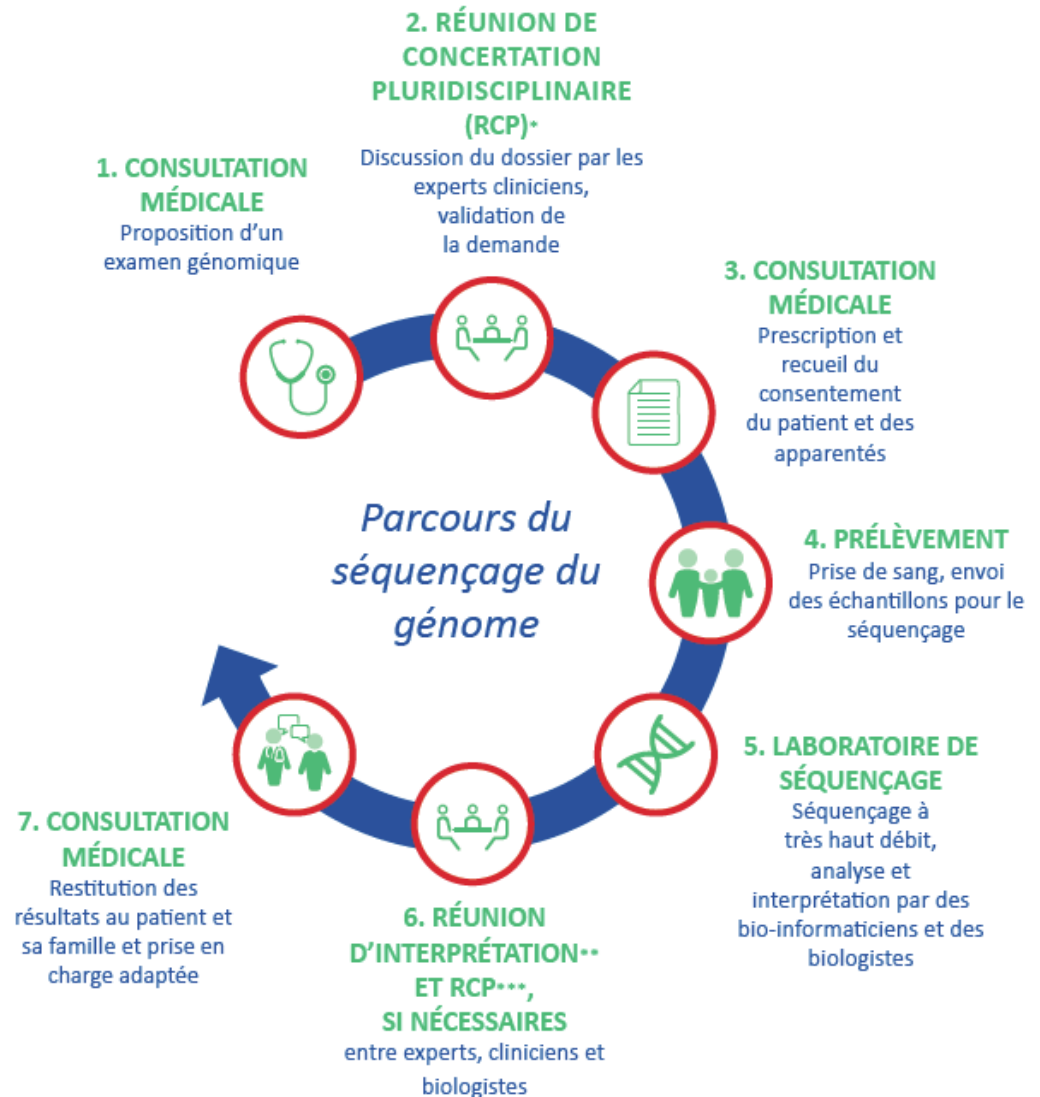 1. CONSULTATION
MÉDICALE
Proposition d'un
examen génomique
2. RÉUNION DE
CONCERTATION
PLURIDISCIPLINAIRE
(RCP)*
Discussion du dossier par les
experts cliniciens,
validation de
la demande
3. CONSULTATION
MÉDICALE
Prescription et
recueil du
consentement
du patient et des
apparentés
Parcours du
séquençage du
génome
4. PRÉLÈVEMENT
Prise de sang, envoi
des échantillons pour le
séquençage
5. LABORATOIRE DE
SÉQUENÇAGE
Séquençage à
très haut débit,
analyse et
interprétation par des
bio-informaticiens et des
biologistes
6. RÉUNION
D'INTERPRÉTATION**
ET RCP***,
SI NÉCESSAIRES
entre experts, cliniciens et
biologistes
7. CONSULTATION
MÉDICALE
Restitution des
résultats au patient et
sa famille et prise en
charge adaptée